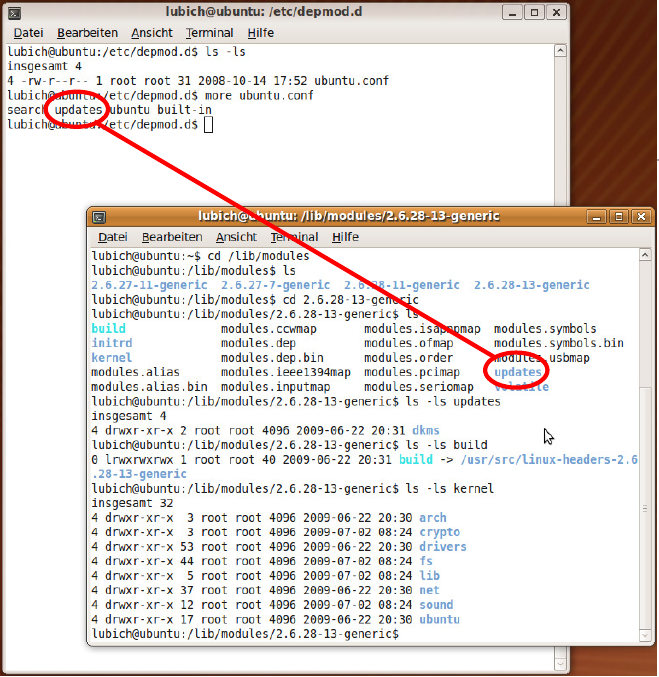 lubich@ubuntu: /etc/depmod.d
Datei Bearbeiten Ansicht Terminal Hilfe
lubich@ubuntu:/etc/depmod.d$ ls -ls
insgesamt 4
4 -rw-r--r-- 1 root root 31 2008-10-14 17:52 ubuntu.conf
lubich@ubuntu:/etc/depmod.d$ more ubuntu.conf
search updates ubuntu built-in
lubich@ubuntu:/etc/depmod.d$
lubich@ubuntu: /lib/modules/2.6.28-13-generic
Datei Bearbeiten Ansicht Terminal Hilfe
lubich@ubuntu:~$ cd /lib/modules
lubich@ubuntu:/lib/modules$ ls
2.6.27-11-generic 2.6.27-7-generic 2.6.28-11-generic 2.6.28-13-generic
lubich@ubuntu:/lib/modules$ cd 2.6.28-13-generic
lubich@ubuntu:/lib/modules/2.6.28-13-generic$ ls
build modules.ccwmap modules.isapnpmap modules.symbols
initrd modules.dep modules.ofmap modules.symbols.bin
kernel modules.dep.bin modules.order modules.usbmap
modules.alias modules.ieee1394map modules.pcimap updates
modules.alias.bin modules.inputmap modules.seriomap volatile
lubich@ubuntu:/lib/modules/2.6.28-13-generic$ ls -ls updates
insgesamt 4
4 drwxr-xr-x 2 root root 4096 2009-06-22 20:31 dkms
lubich@ubuntu:/lib/modules/2.6.28-13-generic$ ls -ls build
0 lrwxrwxrwx 1 root root 40 2009-06-22 20:31 build -> /usr/src/linux-headers-2.6
.28-13-generic
lubich@ubuntu:/lib/modules/2.6.28-13-generic$ ls -ls kernel
insgesamt 32
4 drwxr-xr-x 3 root root 4096 2009-06-22 20:30 arch
4 drwxr-xr-x 3 root root 4096 2009-07-02 08:24 crypto
4 drwxr-xr-x 53 root root 4096 2009-06-22 20:30 drivers
4 drwxr-xr-x 44 root root 4096 2009-07-02 08:24 fs
4 drwxr-xr-x 5 root root 4096 2009-07-02 08:24 lib
4 drwxr-xr-x 37 root root 4096 2009-06-22 20:30 net
4 drwxr-xr-x 12 root root 4096 2009-07-02 08:24 sound
4 drwxr-xr-x 17 root root 4096 2009-06-22 20:30 ubuntu
lubich@ubuntu:/lib/modules/2.6.28-13-generic$